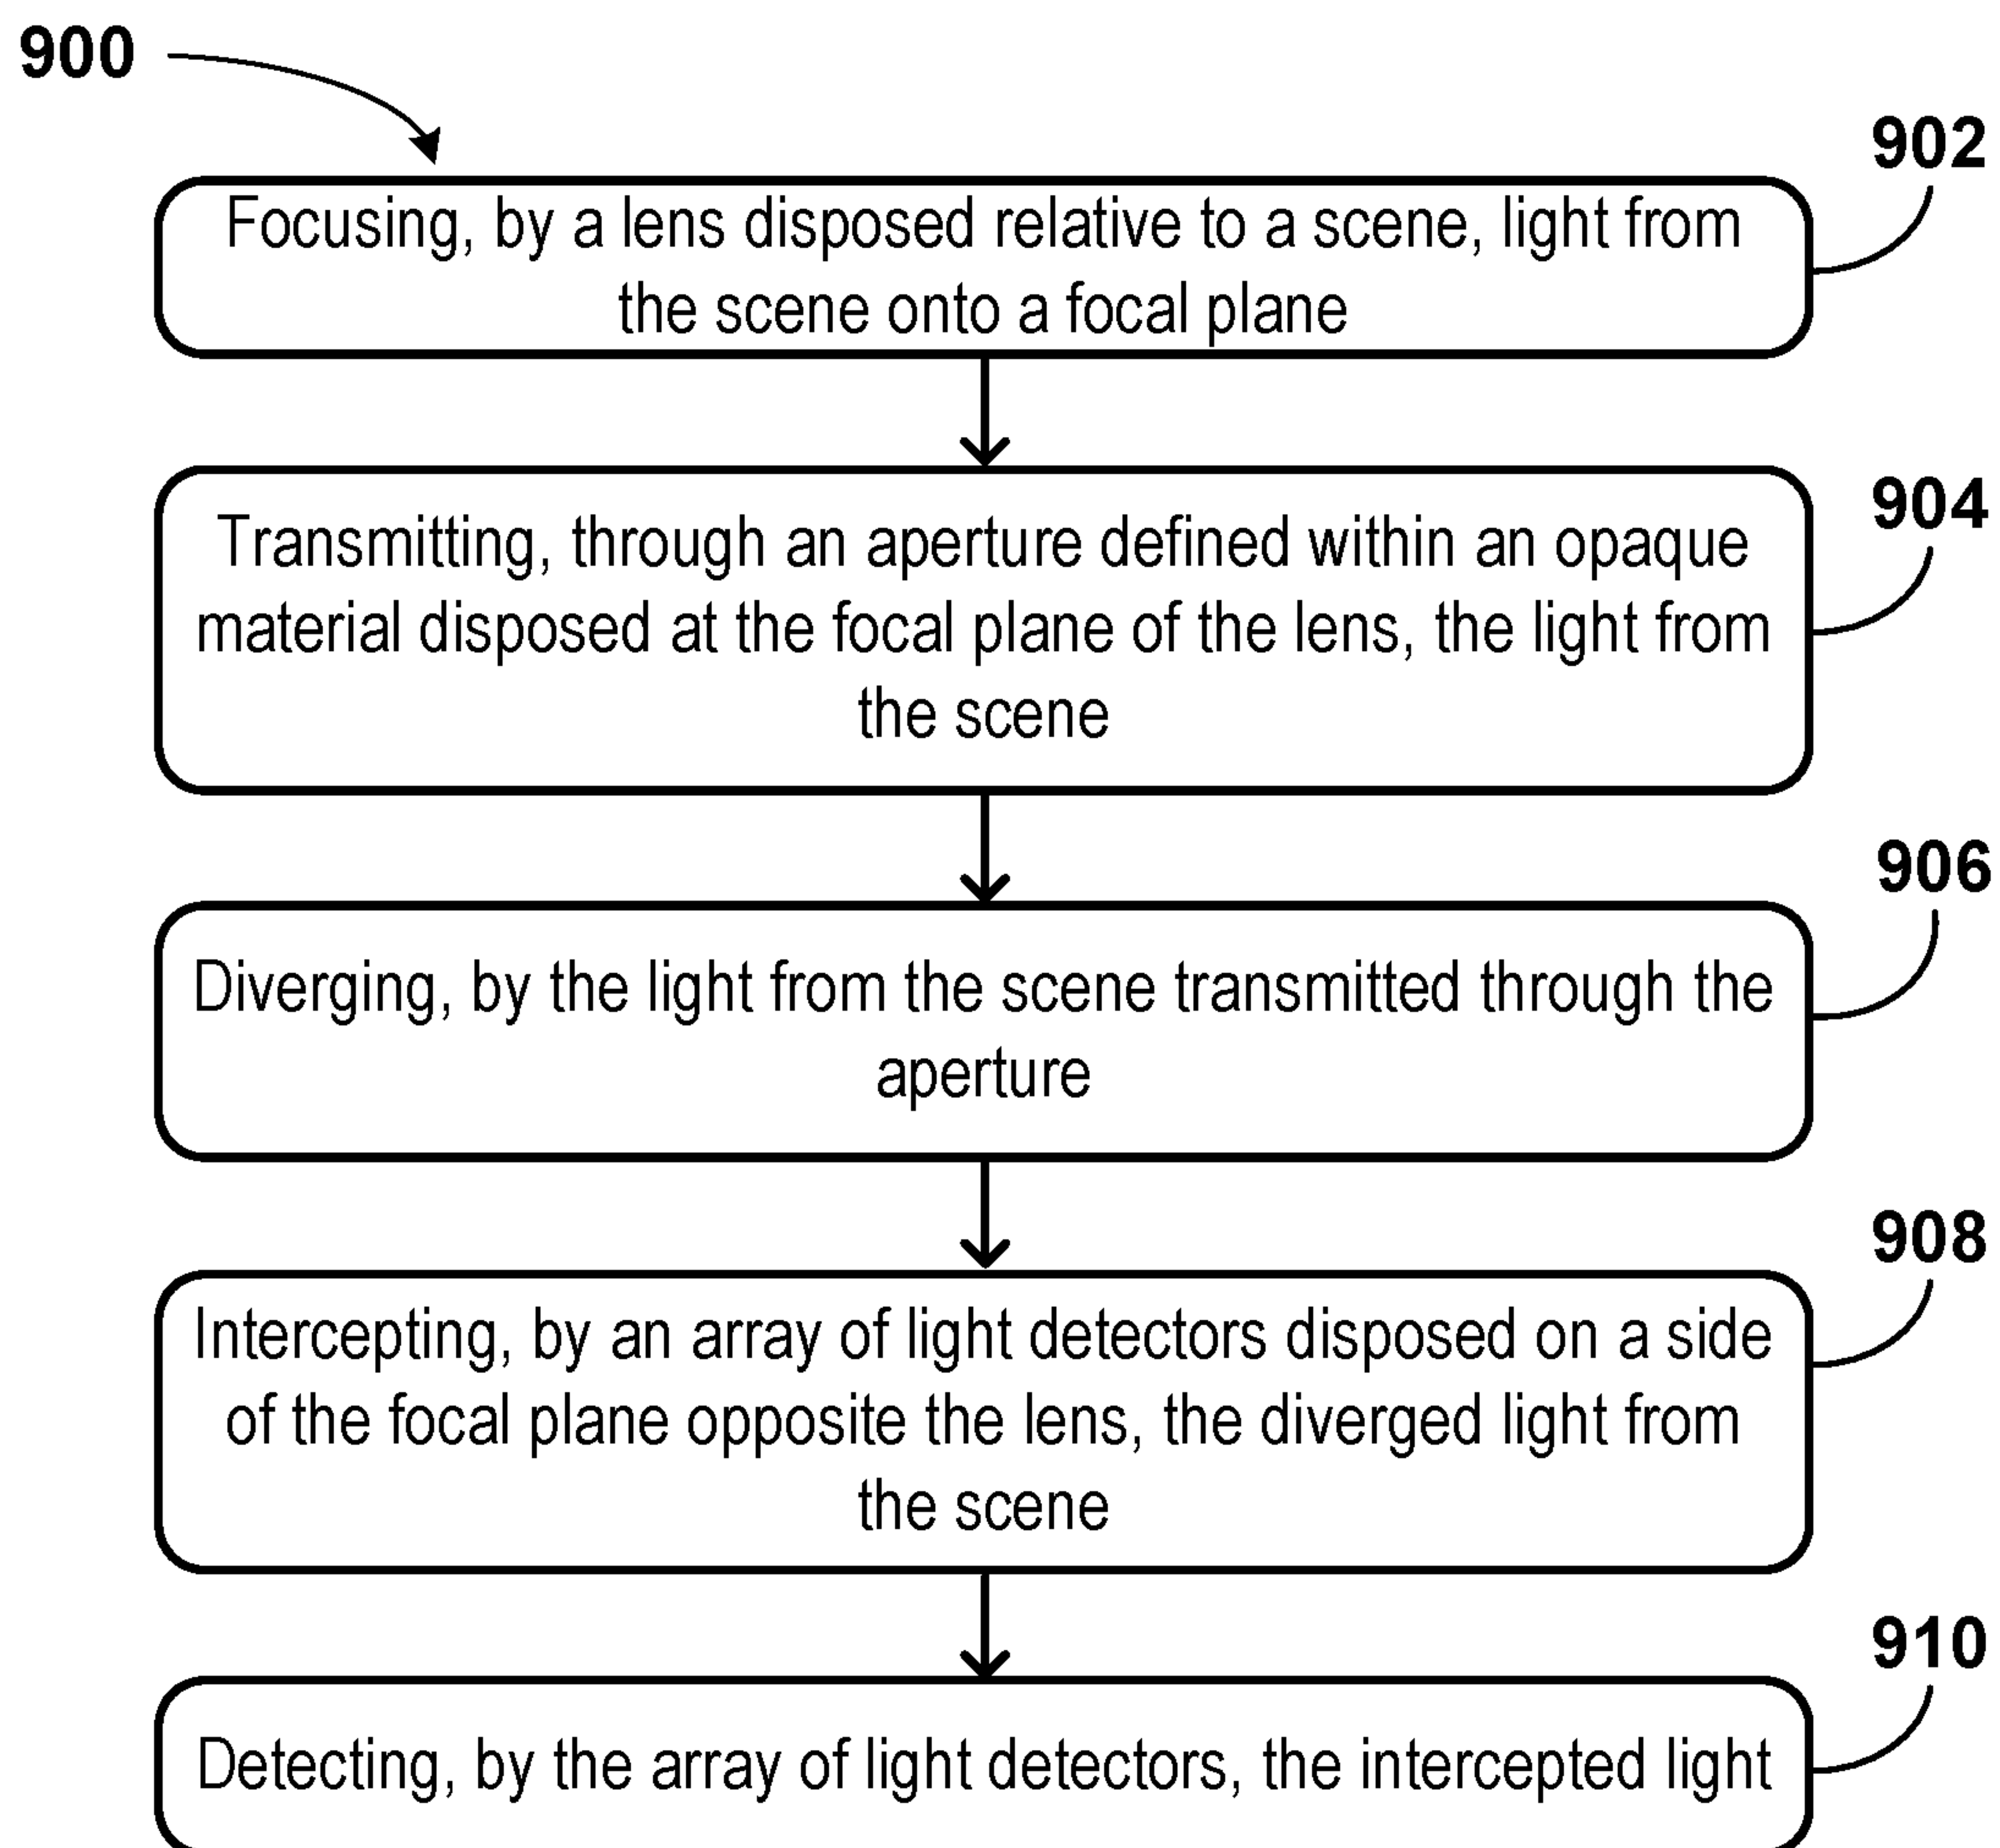 900
902
Focusing, by a lens disposed relative to a scene, light from
the scene onto a focal plane
904
Transmitting, through an aperture defined within an opaque
material disposed at the focal plane of the lens, the light from
the scene
906
Diverging, by the light from the scene transmitted through the
aperture
908
Intercepting, by an array of light detectors disposed on a side
of the focal plane opposite the lens, the diverged light from
the scene
910
Detecting, by the array of light detectors, the intercepted light